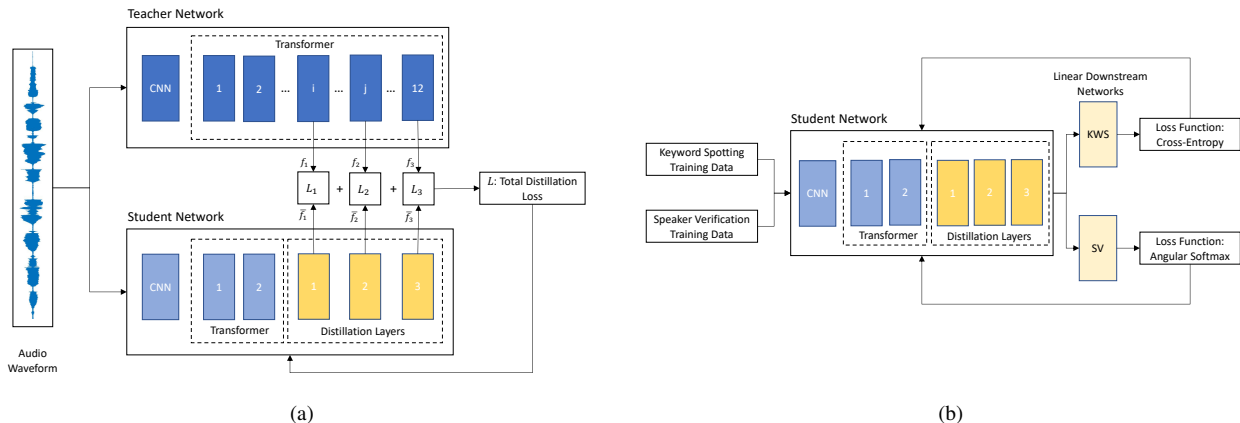 Teacher Network
Transformer
CNN
1
2
...
i
...
j
...
12
f₁
f₂
f₃
L₁
+
L₂
+
L₃
L: Total Distillation
Loss
f̅₁
f̅₂
f̅₃
Student Network
CNN
1
2
Transformer
1
2
3
Distillation Layers
Audio
Waveform
(a)
Linear Downstream
Networks
Student Network
Keyword Spotting
Training Data
Speaker Verification
Training Data
CNN
1
2
Transformer
1
2
3
Distillation Layers
KWS
Loss Function:
Cross-Entropy
SV
Loss Function:
Angular Softmax
(b)